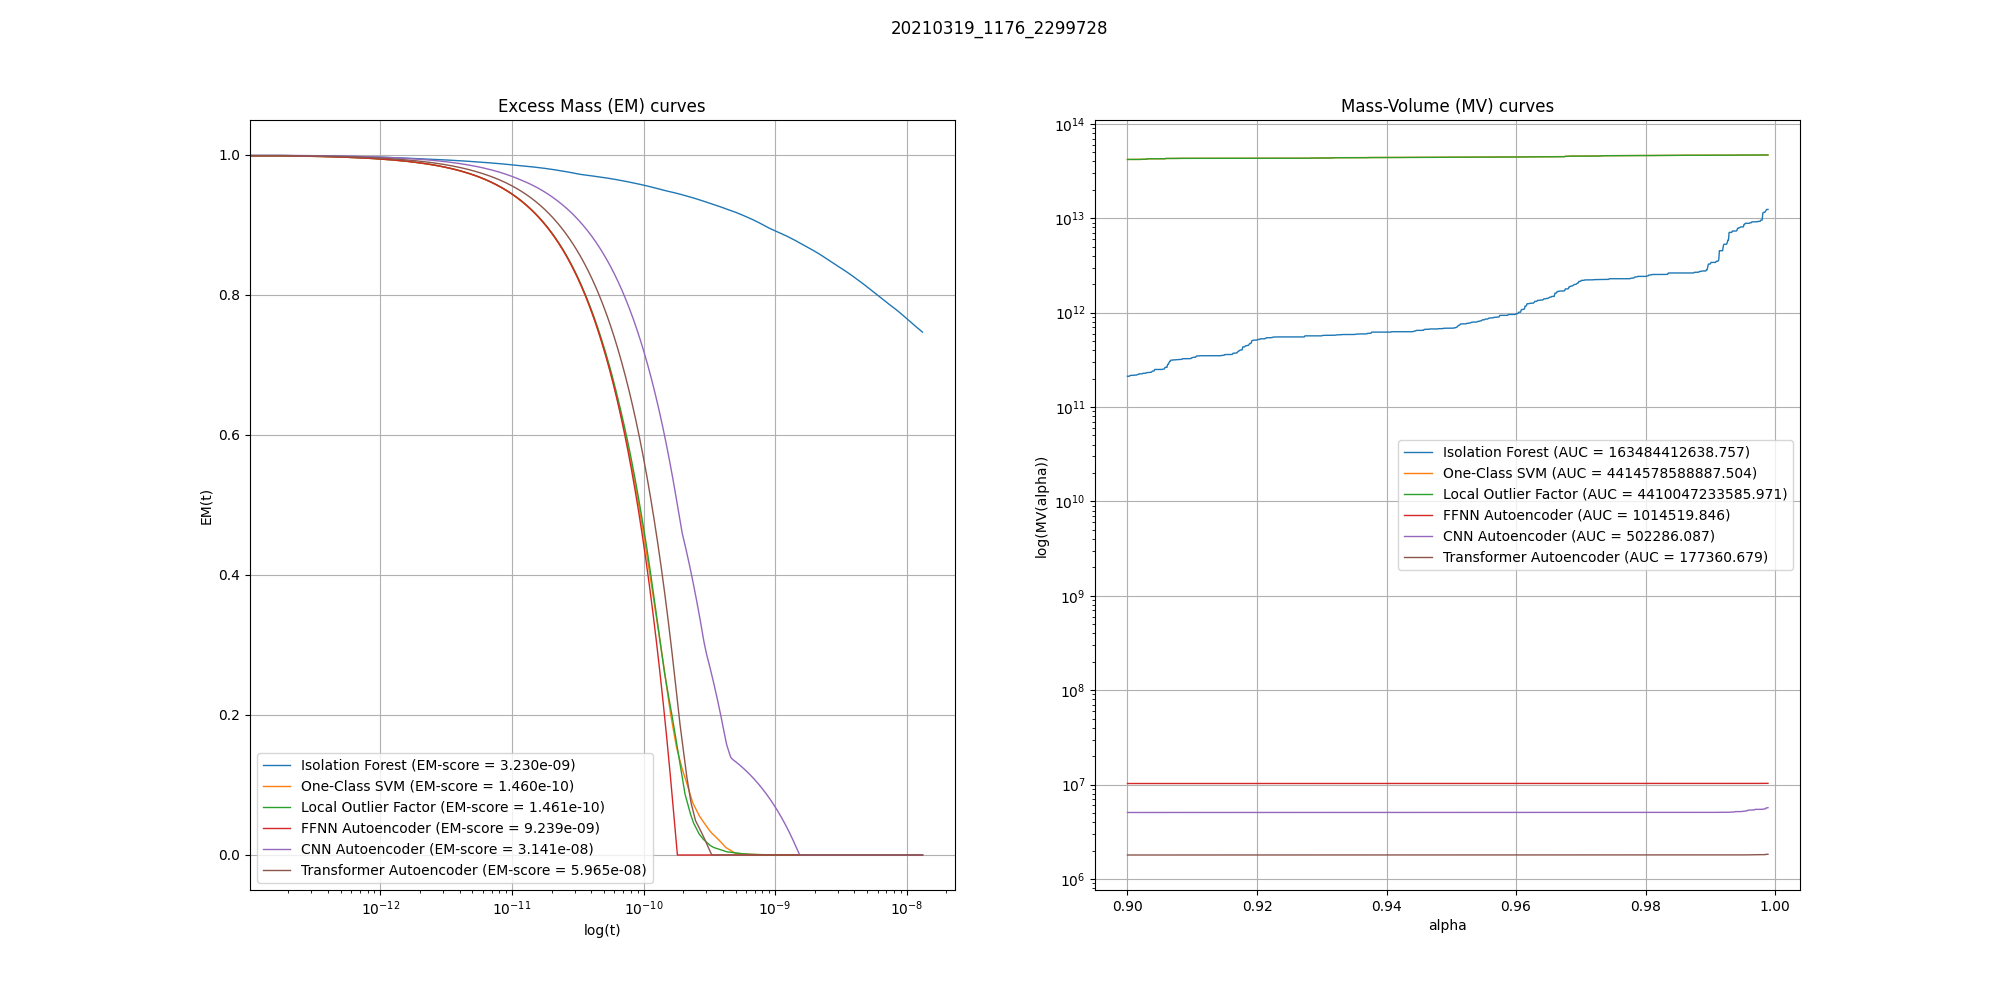 20210319_1176_2299728
Excess Mass (EM) curves
EM(t)
1.0
0.8
0.6
0.4
0.2
0.0
Isolation Forest (EM-score = 3.230e-09)
One-Class SVM (EM-score = 1.460e-10)
Local Outlier Factor (EM-score = 1.461e-10)
FFNN Autoencoder (EM-score = 9.239e-09)
CNN Autoencoder (EM-score = 3.141e-08)
Transformer Autoencoder (EM-score = 5.965e-08)
10⁻¹² 10⁻¹¹ 10⁻¹⁰ 10⁻⁹ 10⁻⁸
log(t)
Mass-Volume (MV) curves
log(MV(alpha))
10¹⁴
10¹³
10¹²
10¹¹
10¹⁰
10⁹
10⁸
10⁷
10⁶
Isolation Forest (AUC = 163484412638.757)
One-Class SVM (AUC = 4414578588887.504)
Local Outlier Factor (AUC = 4410047233585.971)
FFNN Autoencoder (AUC = 1014519.846)
CNN Autoencoder (AUC = 502286.087)
Transformer Autoencoder (AUC = 177360.679)
0.90 0.92 0.94 0.96 0.98 1.00
alpha